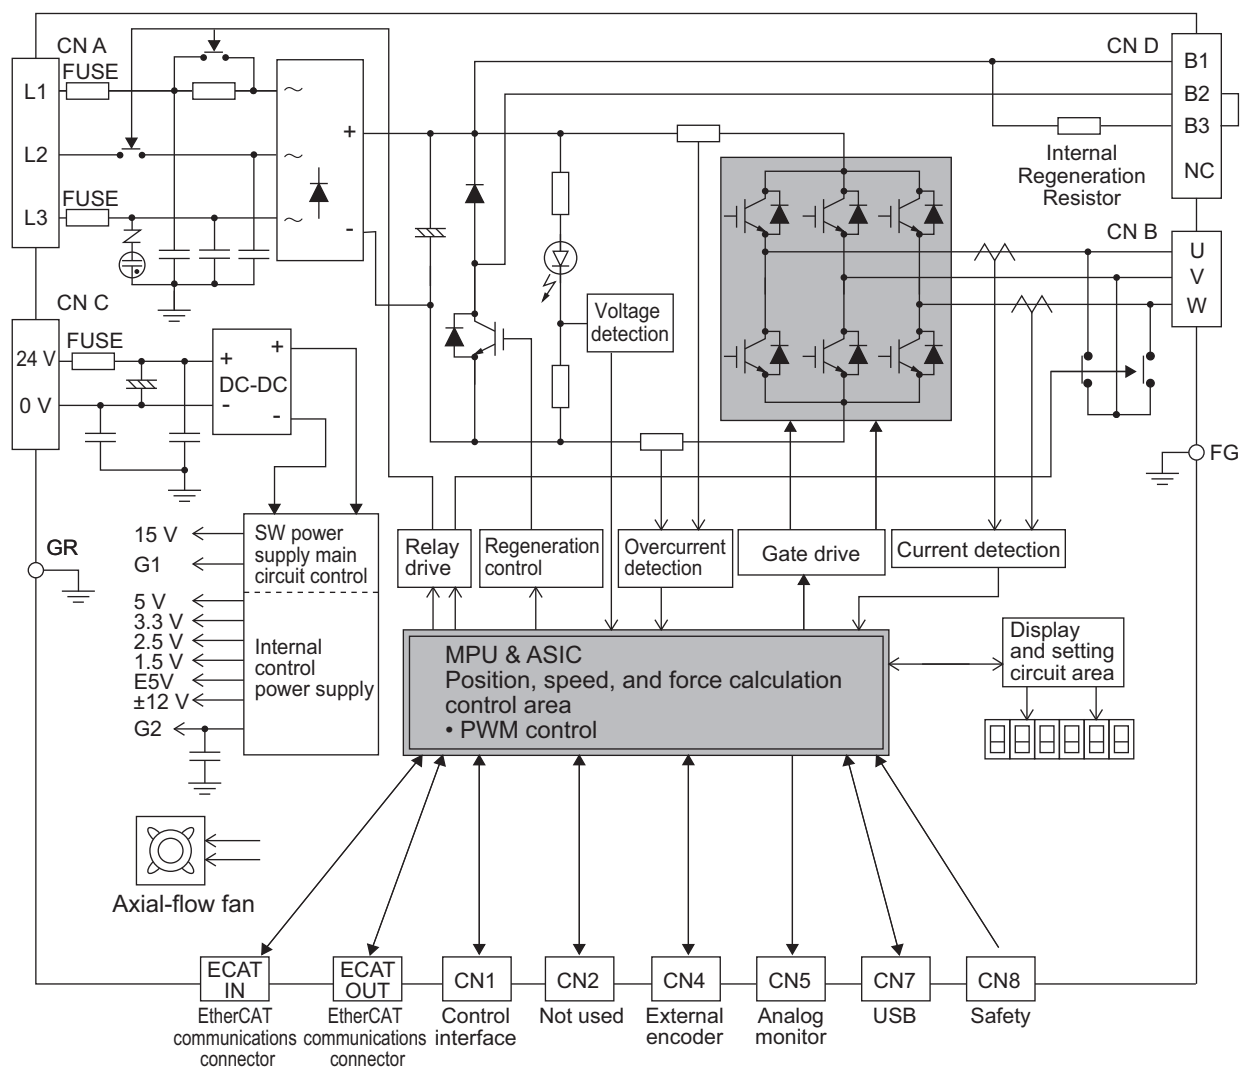 CN A
FUSE
L1
L2
FUSE
L3
+
-
CN D
B1
B2
B3
NC
Internal
Regeneration
Resistor
CN B
U
V
W
Voltage
detection
CN C
FUSE
24 V
0 V
+
+
DC-DC
-
-
FG
GR
15 V
G1
5 V
3.3 V
2.5 V
1.5 V
E5V
±12 V
G2
SW power
supply main
circuit control
Internal
control
power supply
Relay
drive
Regeneration
control
Overcurrent
detection
Gate drive
Current detection
MPU & ASIC
Position, speed, and force calculation
control area
• PWM control
Display
and setting
circuit area
Axial-flow fan
ECAT
IN
EtherCAT
communications
connector
ECAT
OUT
EtherCAT
communications
connector
CN1
Control
interface
CN2
Not used
CN4
External
encoder
CN5
Analog
monitor
CN7
USB
CN8
Safety